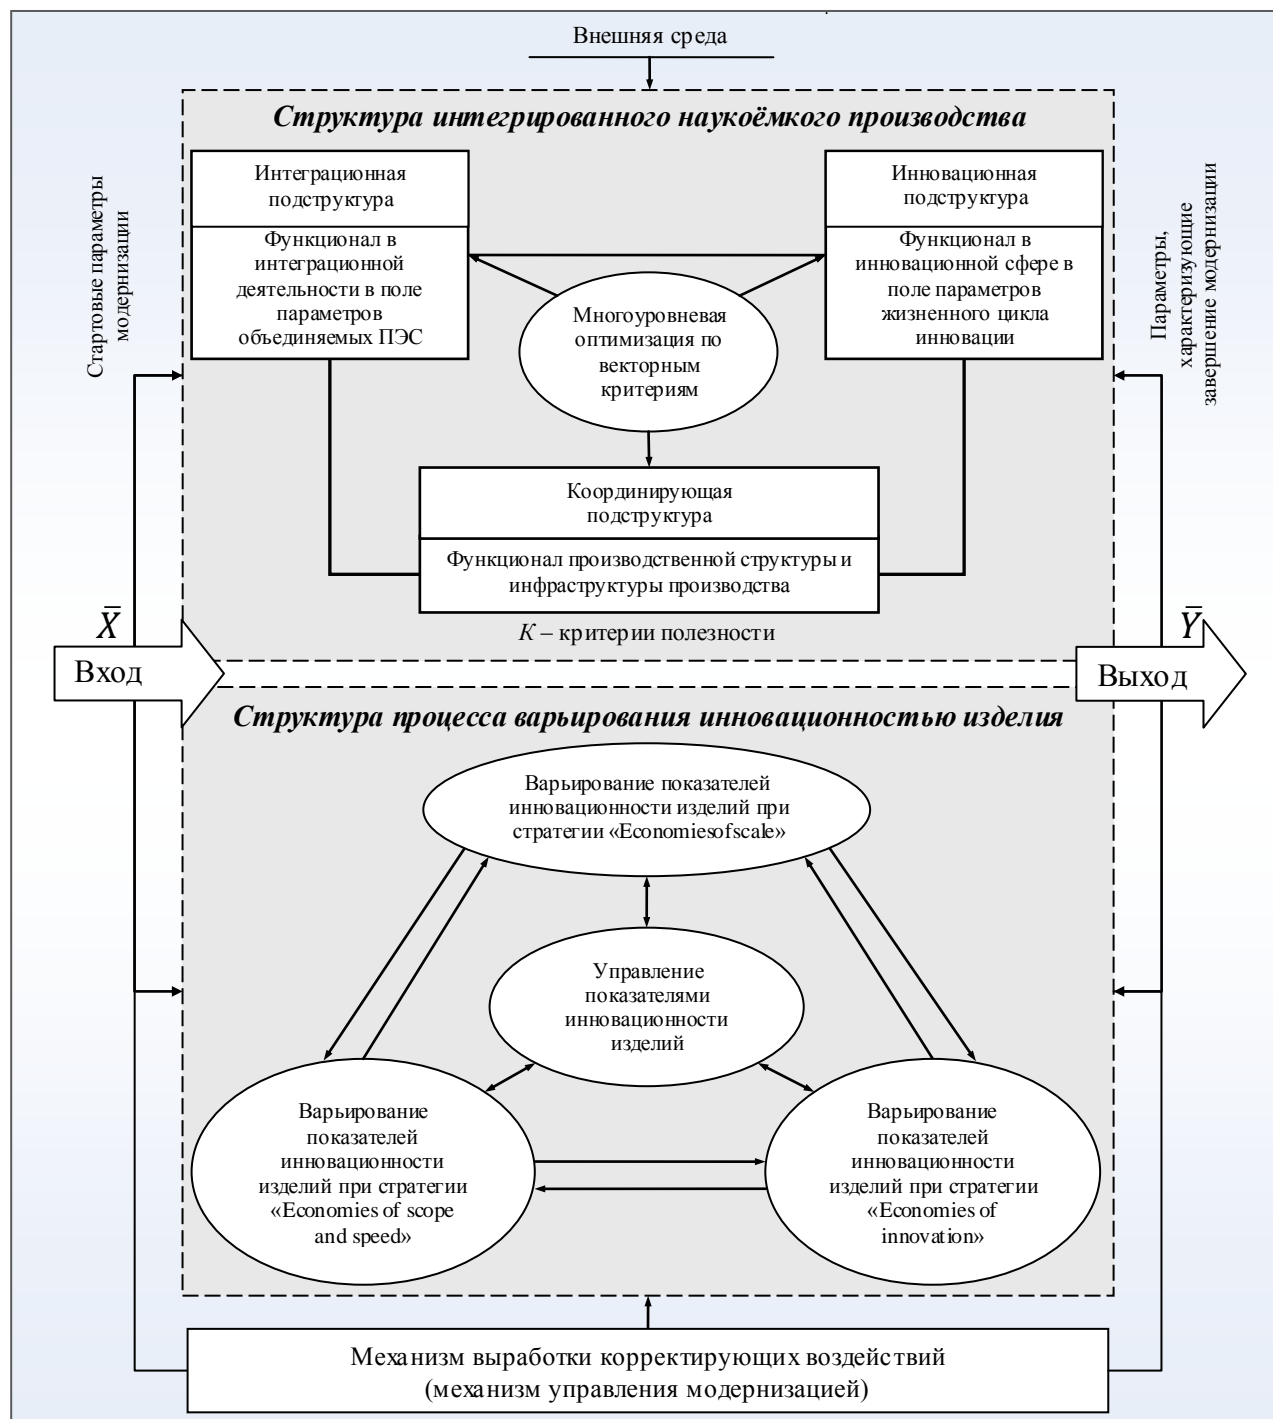 Внешняя среда
Структура интегрированного наукоёмкого производства
Стартовые параметры
модернизации
Интеграционная
подструктура
Функционал в
интеграционной
деятельности в поле
параметров
объединяемых ПЭС
Инновационная
подструктура
Функционал в
инновационной сфере в
поле параметров
жизненного цикла
инновации
Параметры,
характеризующие
завершение модернизации
Многоуровневая
оптимизация по
векторным
критериям
Координирующая
подструктура
Функционал производственной структуры и
инфраструктуры производства
K – критерии полезности
X̄
Вход
Ȳ
Выход
Структура процесса варьирования инновационностью изделия
Варьирование показателей
инновационности изделий при
стратегии «Economiesofscale»
Управление
показателями
инновационности
изделий
Варьирование
показателей
инновационности
изделий при стратегии
«Economies of scope
and speed»
Варьирование
показателей
инновационности
изделий при стратегии
«Economies of
innovation»
Механизм выработки корректирующих воздействий
(механизм управления модернизацией)